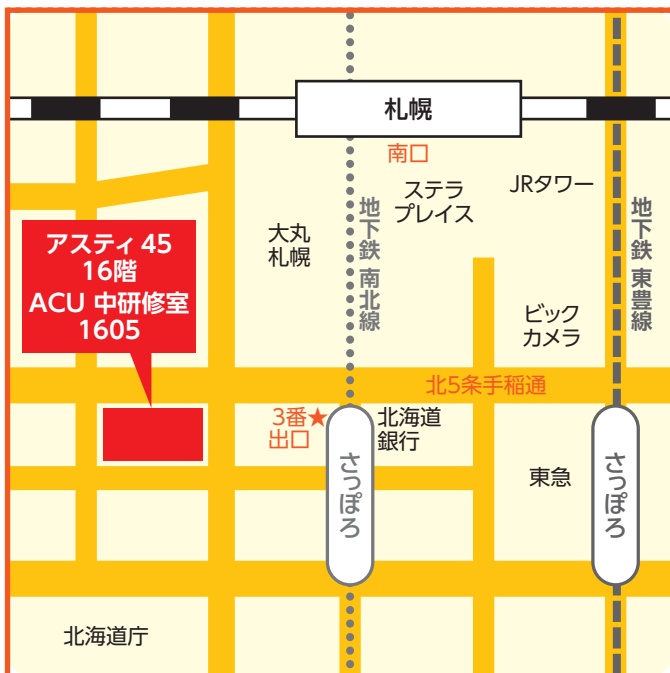 札幌
南口
ステラ
プレイス
JRタワー
地下鉄 南北線
地下鉄 東豊線
大丸
札幌
アスティ 45
16階
ACU 中研修室
1605
ビック
カメラ
北5条手稲通
3番★
出口
北海道
銀行
さっぽろ
東急
さっぽろ
北海道庁